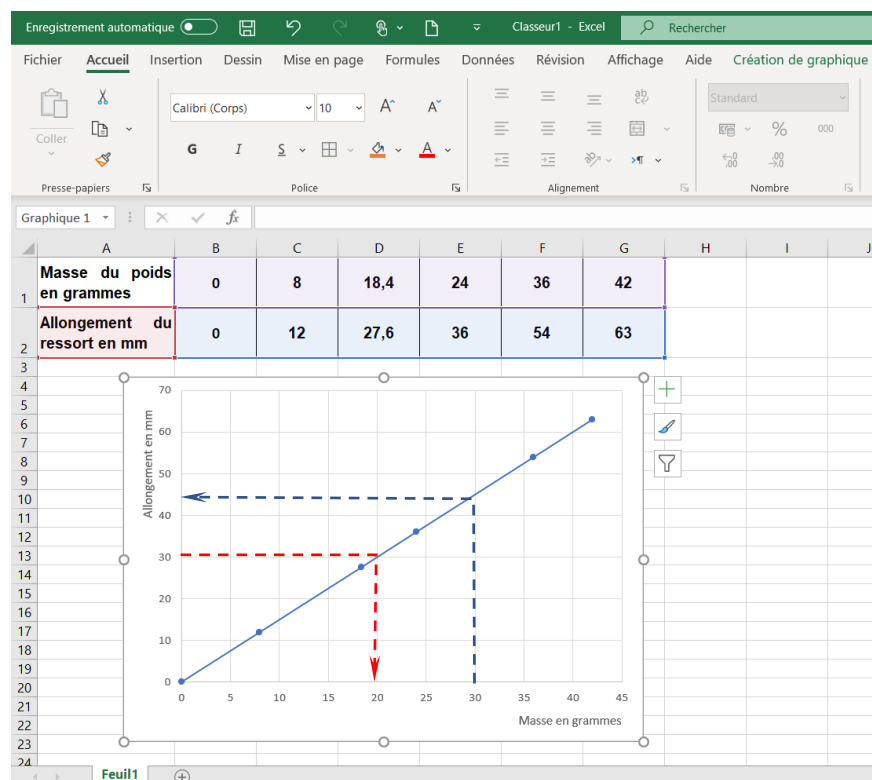 Enregistrement automatique Classeur1 - Excel Rechercher
Fichier Accueil Insertion Dessin Mise en page Formules Données Révision Affichage Aide Création de graphique
Calibri (Corps) 10 A A ab Standard
Coller
G I S A % 000
Presse-papiers Police Alignement Nombre
Graphique 1 fx
A B C D E F G H I J
1 Masse du poids en grammes 0 8 18,4 24 36 42
2 Allongement du ressort en mm 0 12 27,6 36 54 63
3
4
5
6
7
8
9
10
11
12
13
14
15
16
17
18
19
20
21
22
23
24
Allongement en mm
70
60
50
40
30
20
10
0
0 5 10 15 20 25 30 35 40 45
Masse en grammes
Feuil1